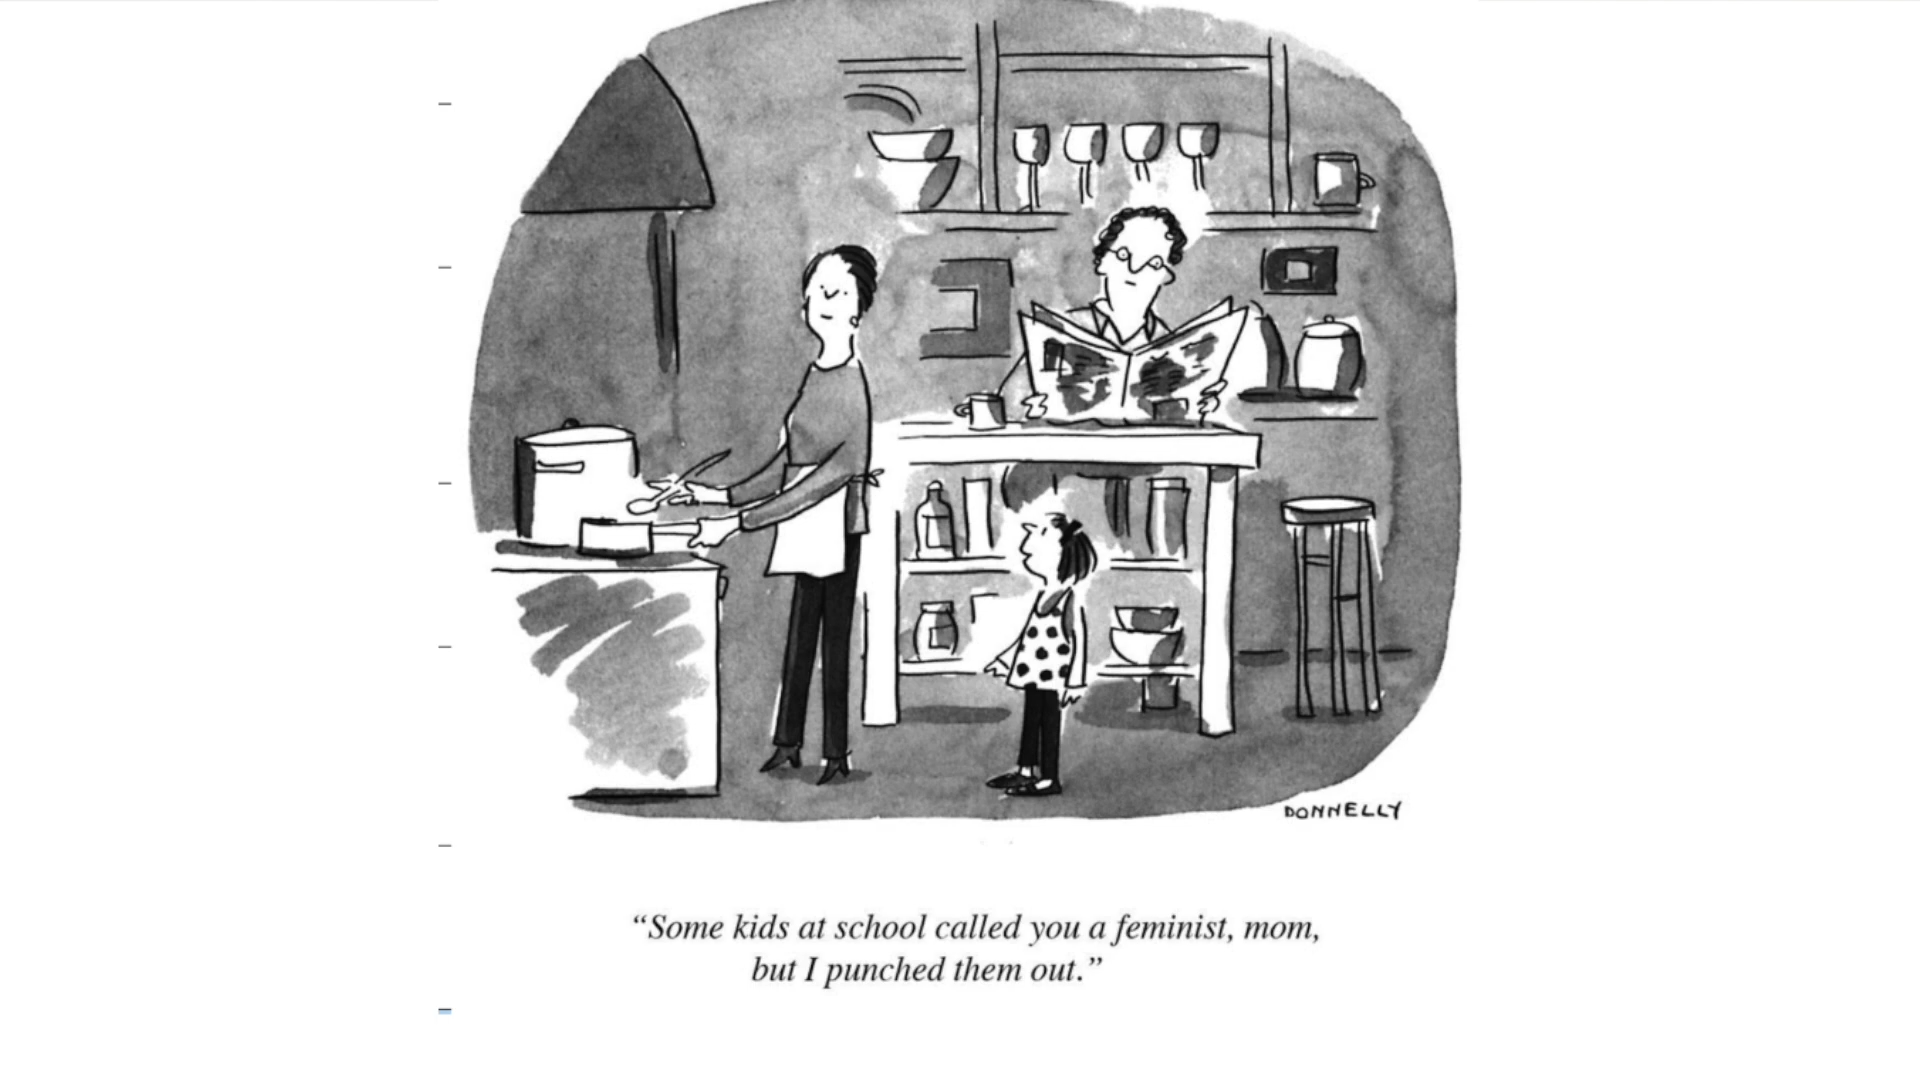 DONNELLY
“Some kids at school called you a feminist, mom,
but I punched them out.”